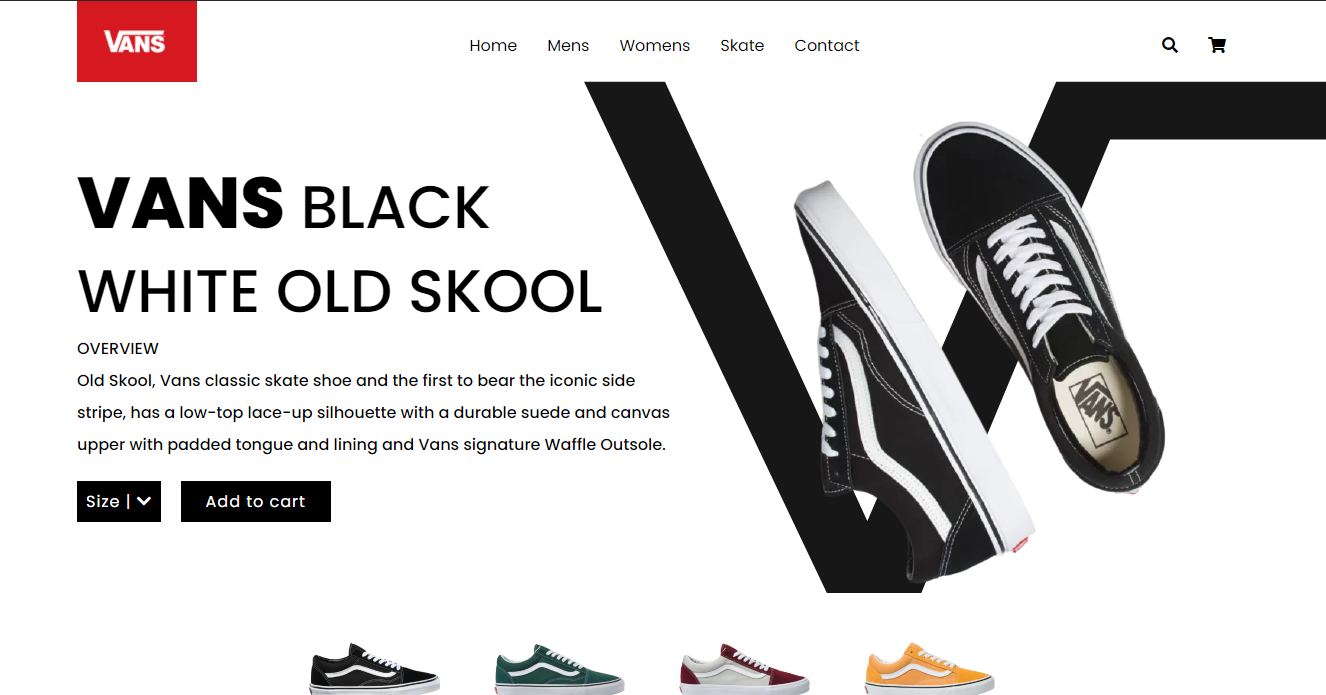 VANS
Home Mens Womens Skate Contact
VANS BLACK
WHITE OLD SKOOL
OVERVIEW
Old Skool, Vans classic skate shoe and the first to bear the iconic side
stripe, has a low-top lace-up silhouette with a durable suede and canvas
upper with padded tongue and lining and Vans signature Waffle Outsole.
Size |
Add to cart
VANS